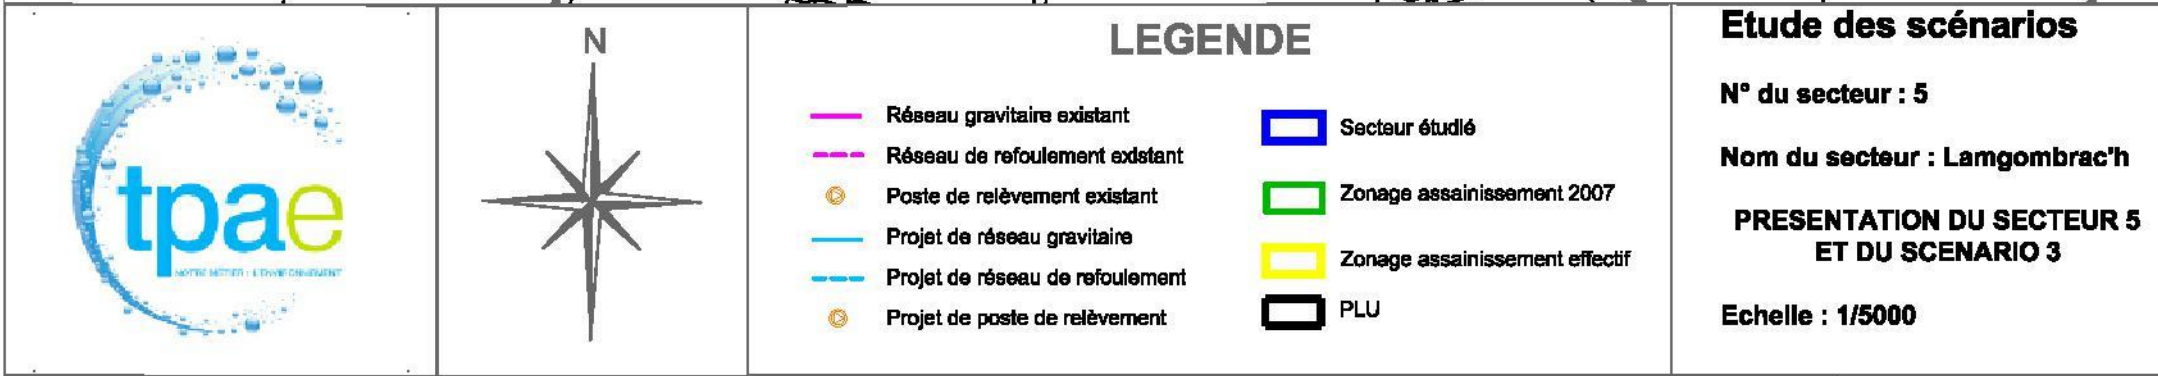 tpae
NOTRE METIER : L'ENVIRONNEMENT
N
LEGENDE
Réseau gravitaire existant
Réseau de refoulement existant
Poste de relèvement existant
Projet de réseau gravitaire
Projet de réseau de refoulement
Projet de poste de relèvement
Secteur étudié
Zonage assainissement 2007
Zonage assainissement effectif
PLU
Etude des scénarios
N° du secteur : 5
Nom du secteur : Lamgombrac'h
PRESENTATION DU SECTEUR 5
ET DU SCENARIO 3
Echelle : 1/5000